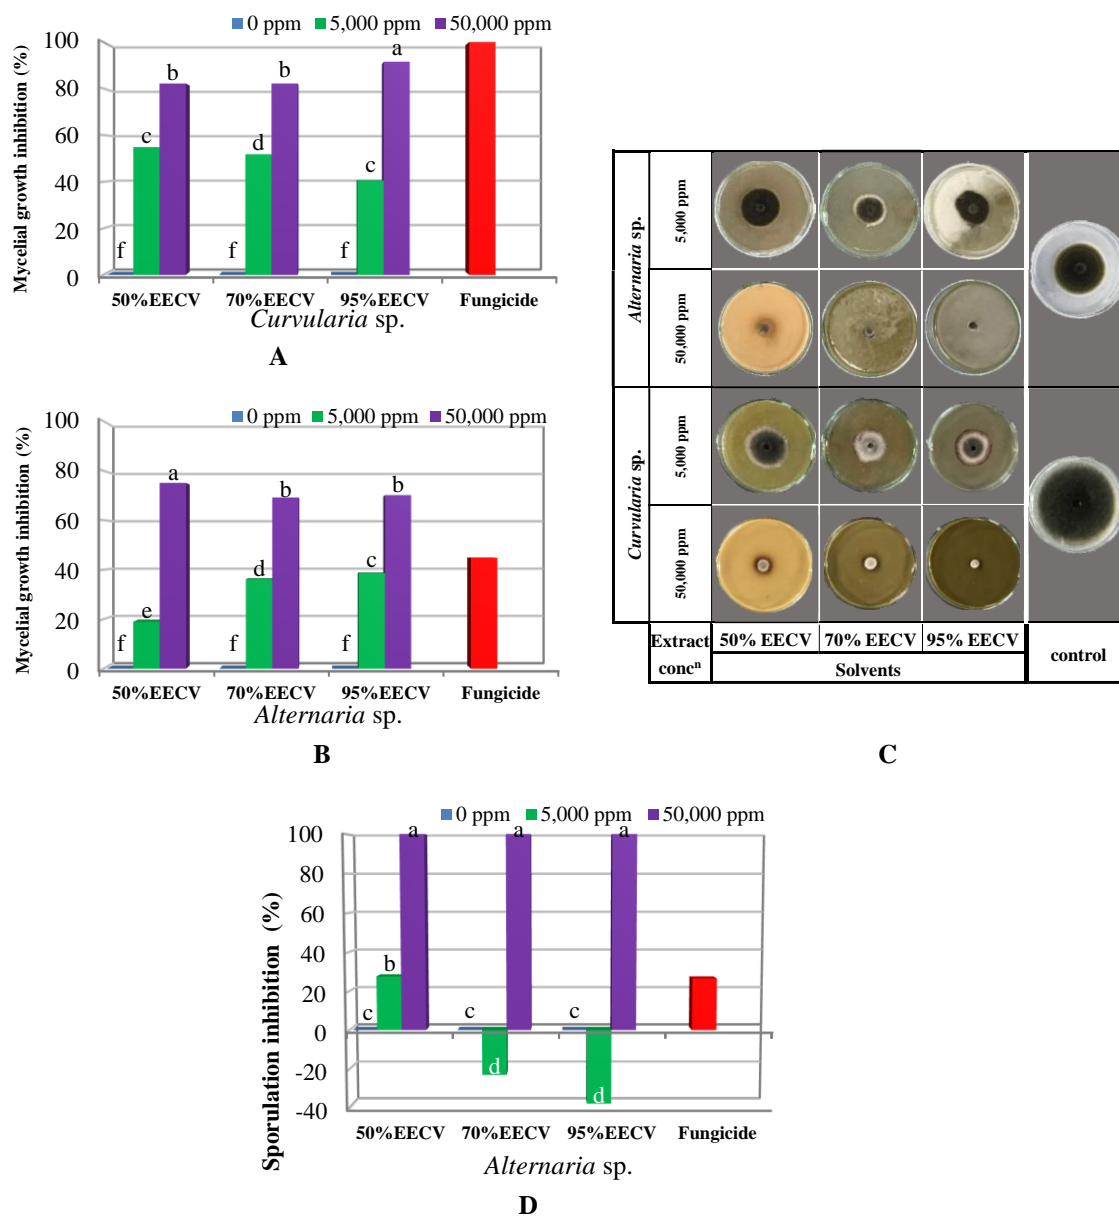 0 ppm 5,000 ppm 50,000 ppm
Mycelial growth inhibition (%)
100
80
60
40
20
0
f c b
f d b
f c a
50%EECV 70%EECV 95%EECV Fungicide
Curvularia sp.
A
0 ppm 5,000 ppm 50,000 ppm
Mycelial growth inhibition (%)
100
80
60
40
20
0
f e a
f d b
f c b
50%EECV 70%EECV 95%EECV Fungicide
Alternaria sp.
B
Alternaria sp.
5,000 ppm
50,000 ppm
Curvularia sp.
5,000 ppm
50,000 ppm
Extract
concⁿ
50% EECV 70% EECV 95% EECV
Solvents
control
C
0 ppm 5,000 ppm 50,000 ppm
Sporulation inhibition (%)
100
80
60
40
20
0
-20
-40
c b a
c d a
c d a
50%EECV 70%EECV 95%EECV Fungicide
Alternaria sp.
D